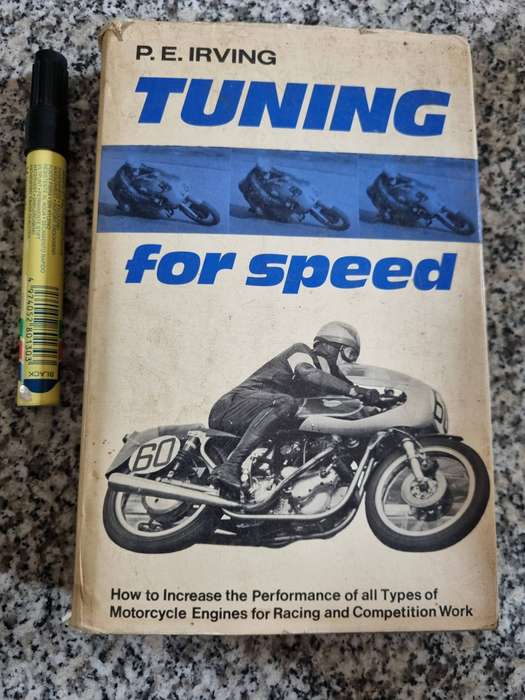 P. E. IRVING
TUNING
for speed
60
How to Increase the Performance of all Types of
Motorcycle Engines for Racing and Competition Work
BLACK